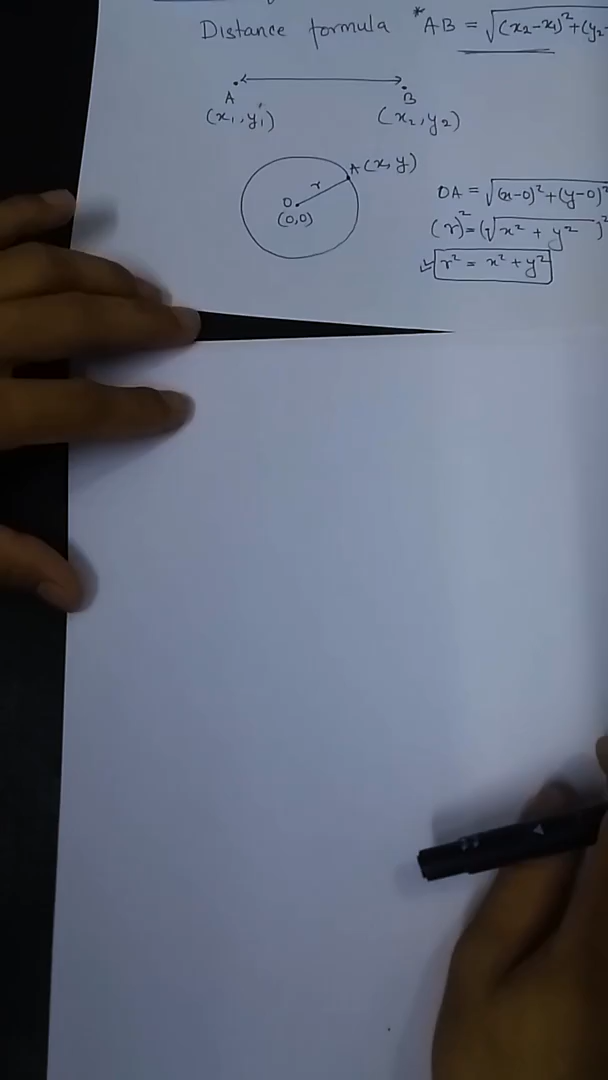 Distance formula *AB = √(x₂-x₁)²+(y₂-
A B
(x₁,y₁) (x₂,y₂)
A(x,y)
r
O
(0,0)
OA = √(x-0)²+(y-0)²
(r)² = (√x² + y² )²
r² = x² + y²